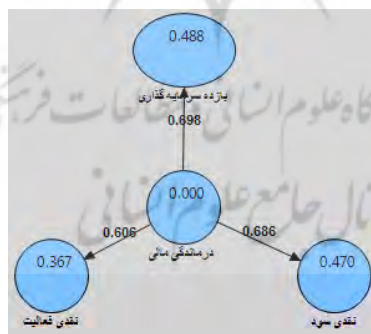 0.488
بازده سرمایه گذاری
0.698
0.000
درماندگی مالی
0.606
0.686
0.367
نقدی فعالیت
0.470
نقدی سود